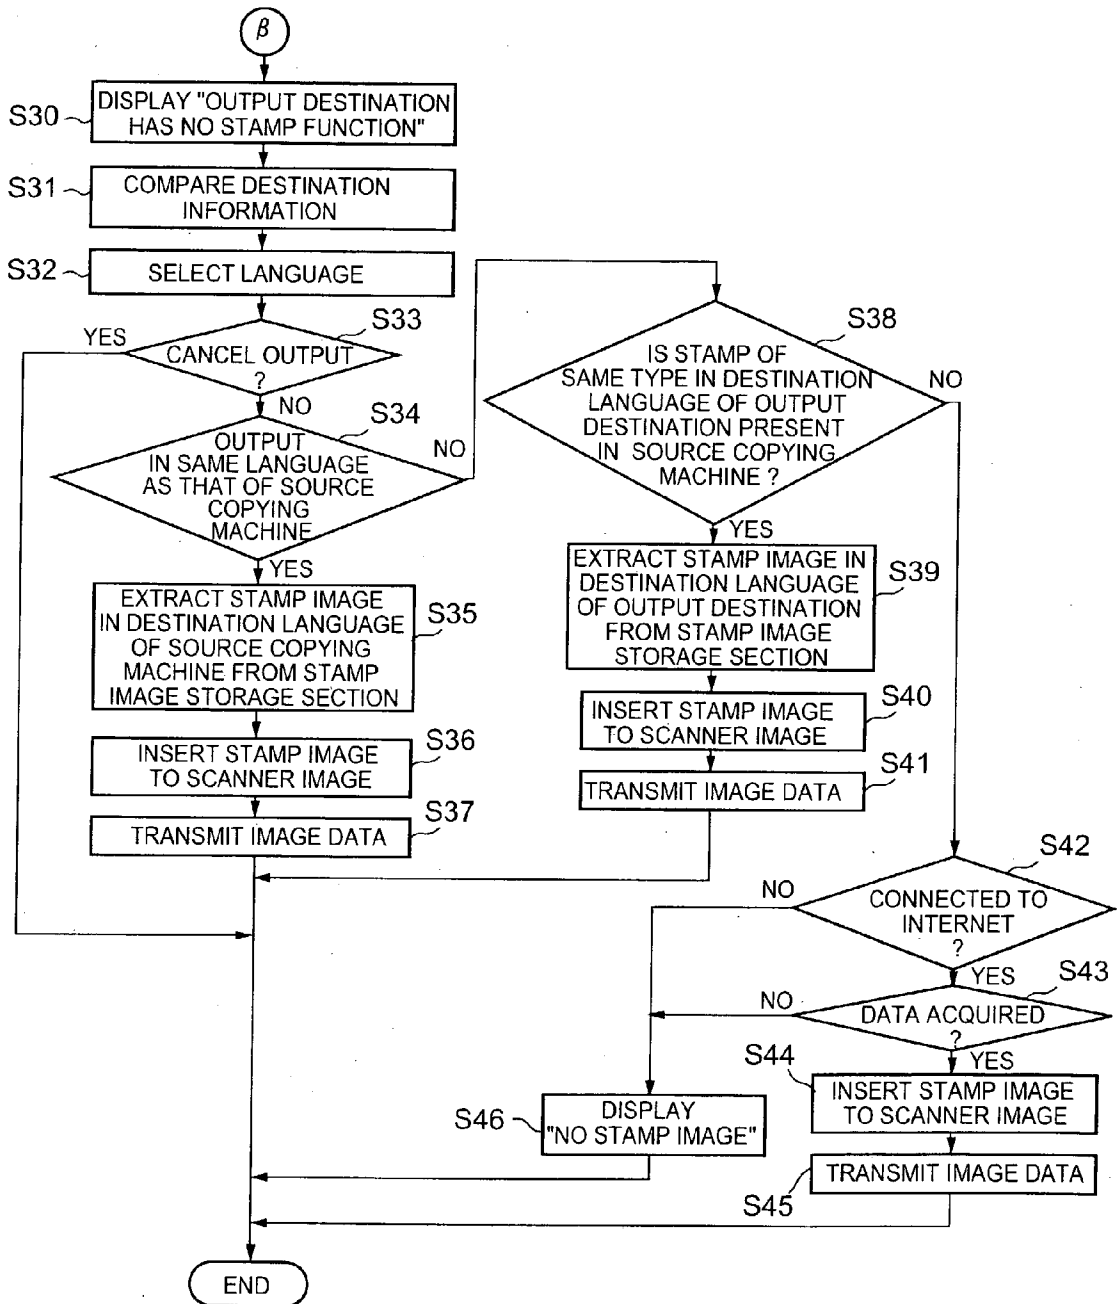 β
S30
DISPLAY "OUTPUT DESTINATION
HAS NO STAMP FUNCTION"
S31
COMPARE DESTINATION
INFORMATION
S32
SELECT LANGUAGE
S33
YES
CANCEL OUTPUT
?
NO
S34
OUTPUT
IN SAME LANGUAGE
AS THAT OF SOURCE
COPYING
MACHINE
NO
YES
EXTRACT STAMP IMAGE
IN DESTINATION LANGUAGE
OF SOURCE COPYING
MACHINE FROM STAMP
IMAGE STORAGE SECTION
S35
INSERT STAMP IMAGE
TO SCANNER IMAGE
S36
TRANSMIT IMAGE DATA
S37
S38
IS STAMP OF
SAME TYPE IN DESTINATION
LANGUAGE OF OUTPUT
DESTINATION PRESENT
IN SOURCE COPYING
MACHINE ?
NO
YES
EXTRACT STAMP IMAGE IN
DESTINATION LANGUAGE
OF OUTPUT DESTINATION
FROM STAMP IMAGE
STORAGE SECTION
S39
INSERT STAMP IMAGE
TO SCANNER IMAGE
S40
TRANSMIT IMAGE DATA
S41
S42
NO
CONNECTED TO
INTERNET
?
YES
S43
NO
DATA ACQUIRED
?
YES
S44
INSERT STAMP IMAGE
TO SCANNER IMAGE
S46
DISPLAY
"NO STAMP IMAGE"
TRANSMIT IMAGE DATA
S45
END